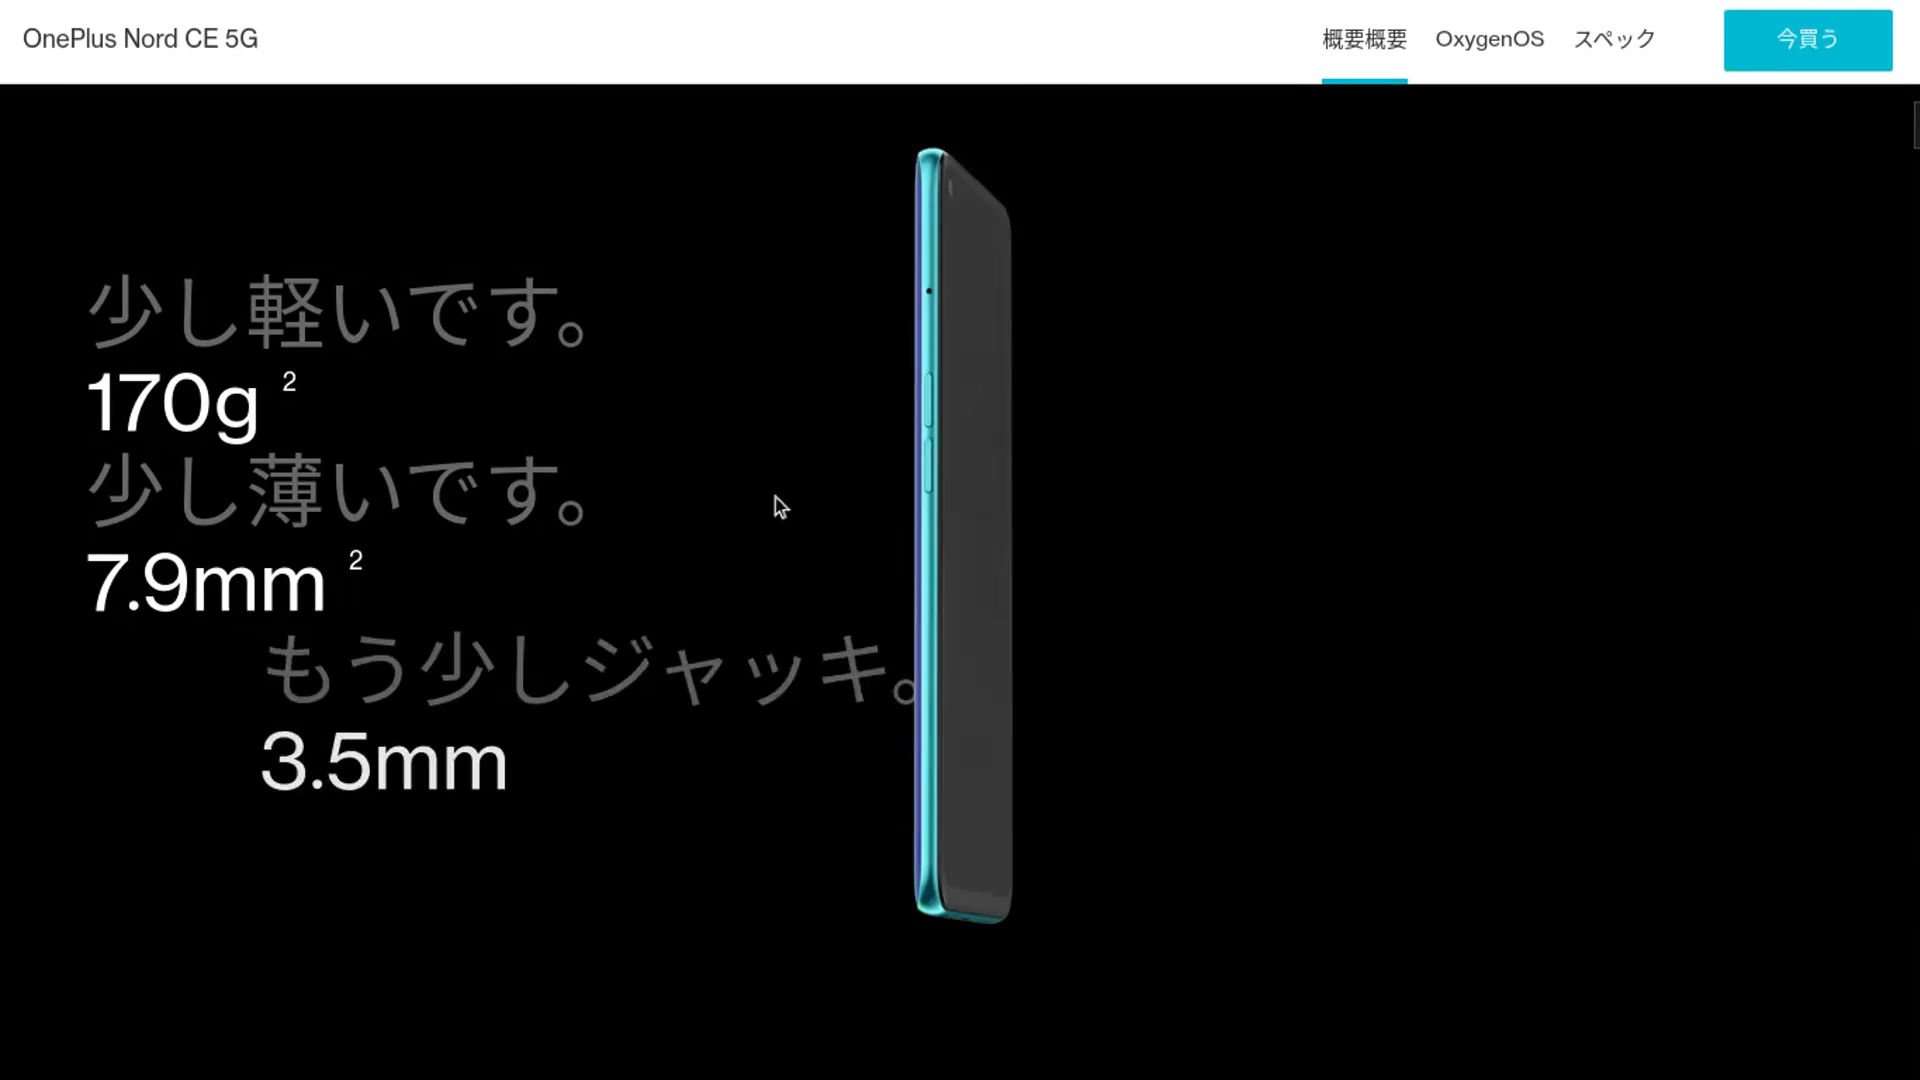 OnePlus Nord CE 5G
概要概要
OxygenOS
スペック
今買う
少し軽いです。
170g 2
少し薄いです。
7.9mm 2
もう少しジャッキ。
3.5mm